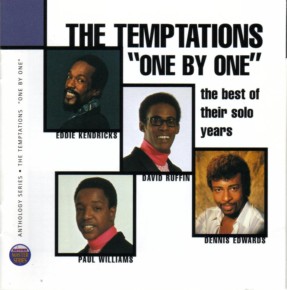 THE TEMPTATIONS
"ONE BY ONE"
the best of
their solo
years
EDDIE KENDRICKS
DAVID RUFFIN
DENNIS EDWARDS
PAUL WILLIAMS
ANTHOLOGY SERIES • THE TEMPTATIONS "ONE BY ONE"